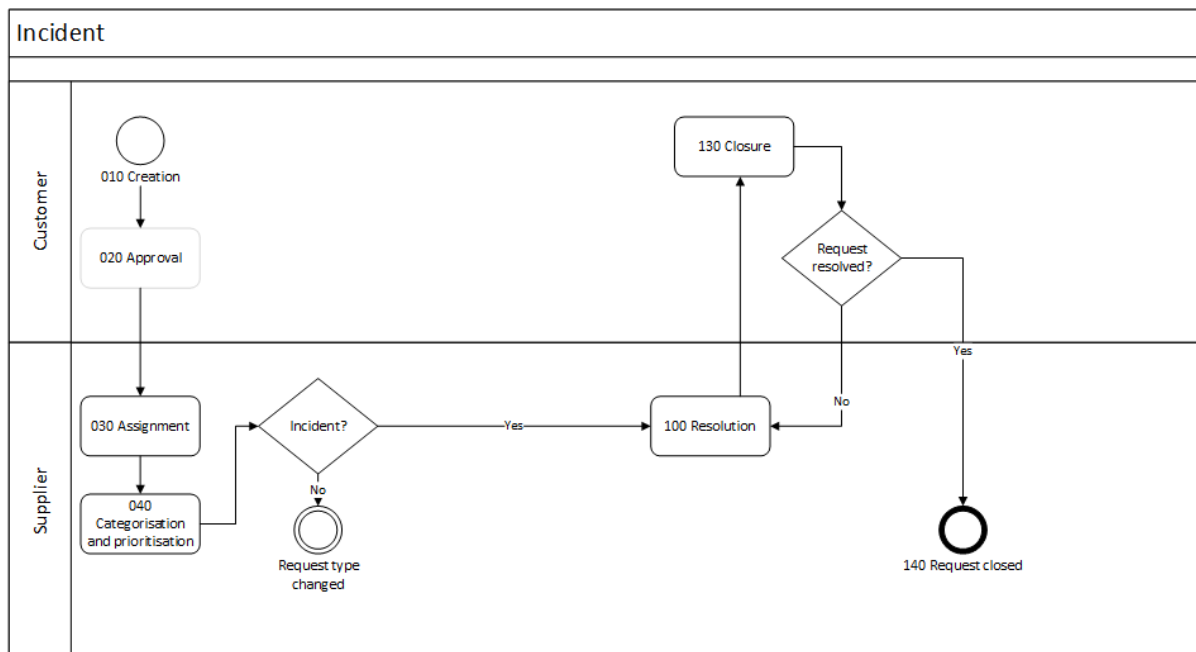 Incident
Customer
010 Creation
020 Approval
130 Closure
Request
resolved?
Yes
No
Supplier
030 Assignment
040
Categorisation
and prioritisation
Incident?
Yes
No
Request type
changed
100 Resolution
140 Request closed